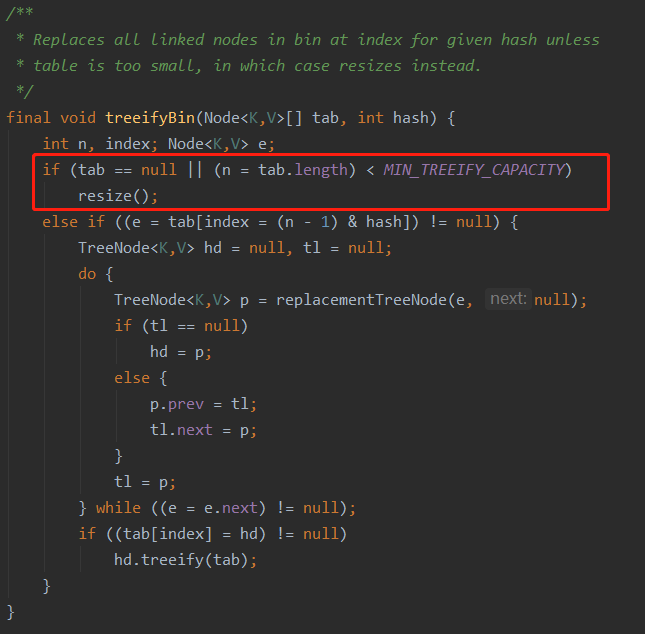 /**
 * Replaces all linked nodes in bin at index for given hash unless
 * table is too small, in which case resizes instead.
 */
final void treeifyBin(Node<K,V>[] tab, int hash) {
    int n, index; Node<K,V> e;
    if (tab == null || (n = tab.length) < MIN_TREEIFY_CAPACITY)
        resize();
    else if ((e = tab[index = (n - 1) & hash]) != null) {
        TreeNode<K,V> hd = null, tl = null;
        do {
            TreeNode<K,V> p = replacementTreeNode(e, next: null);
            if (tl == null)
                hd = p;
            else {
                p.prev = tl;
                tl.next = p;
            }
            tl = p;
        } while ((e = e.next) != null);
        if ((tab[index] = hd) != null)
            hd.treeify(tab);
    }
}